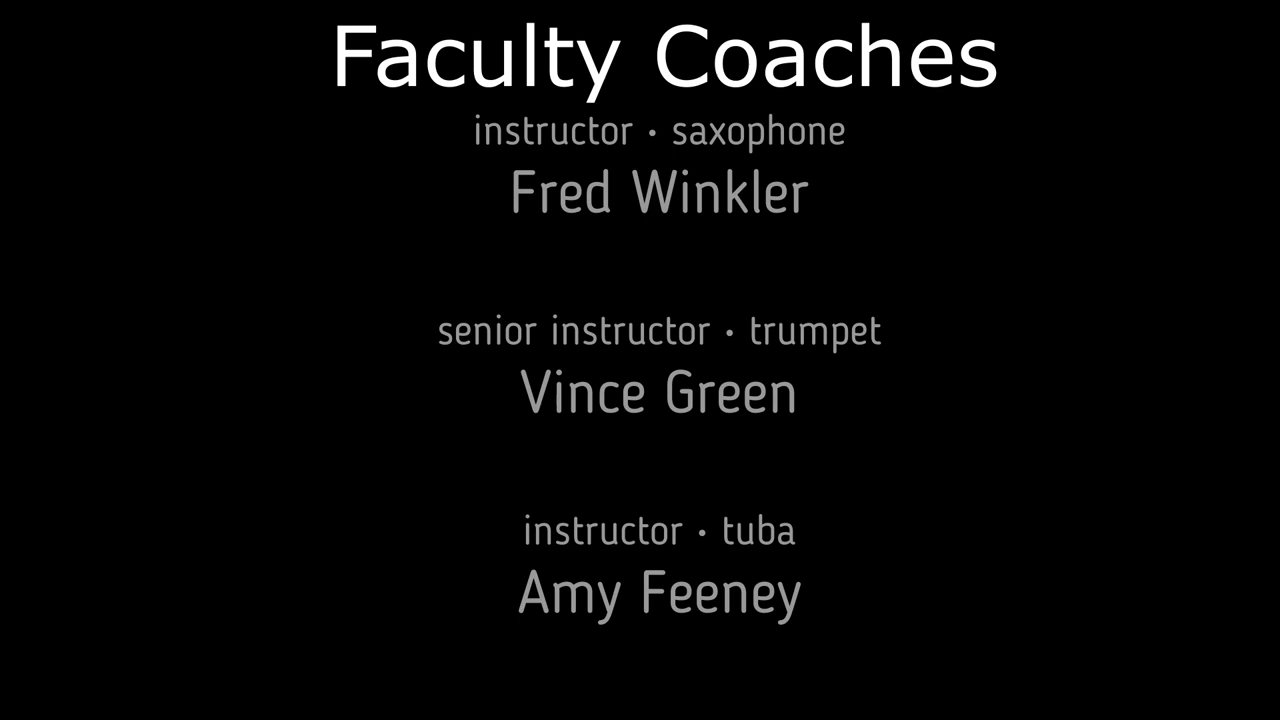 Faculty Coaches
instructor • saxophone
Fred Winkler
senior instructor • trumpet
Vince Green
instructor • tuba
Amy Feeney